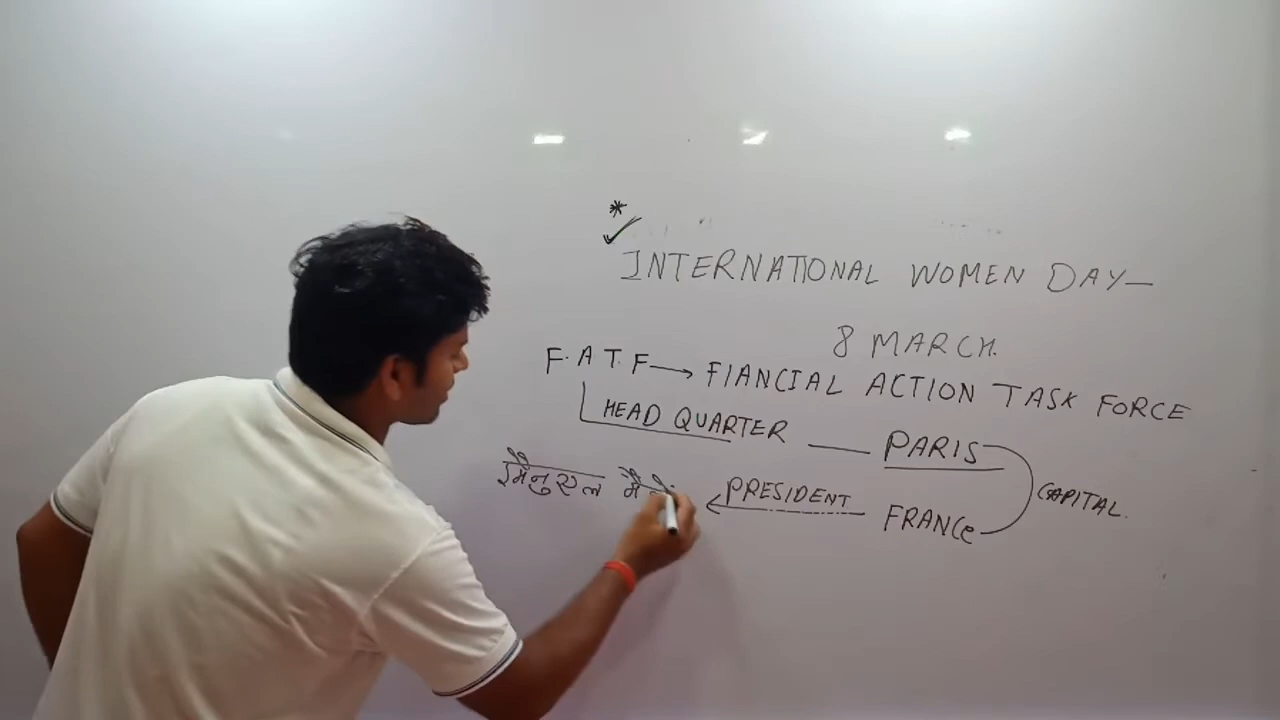 INTERNATIONAL WOMEN DAY—
8 MARCH.
F.A.T.F → FIANCIAL ACTION TASK FORCE
HEAD QUARTER — PARIS
CAPITAL.
PRESIDENT FRANCE
इमैनुएल